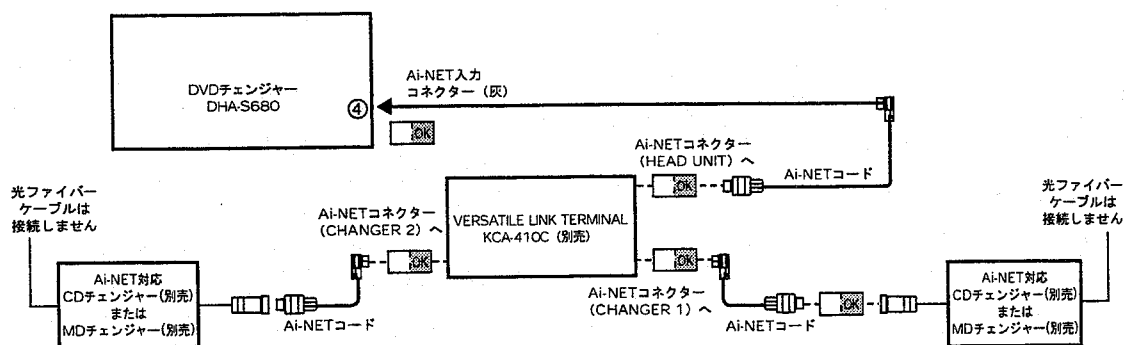 DVDチェンジャー
DHA-S680
④
Ai-NET入力
コネクター（灰）
OK
Ai-NETコネクター
(HEAD UNIT) へ
OK
Ai-NETコード
光ファイバー
ケーブルは
接続しません
Ai-NETコネクター
(CHANGER 2) へ
OK
VERSATILE LINK TERMINAL
KCA-410C (別売)
OK
光ファイバー
ケーブルは
接続しません
Ai-NET対応
CDチェンジャー(別売)
または
MDチェンジャー(別売)
Ai-NETコード
Ai-NETコネクター
(CHANGER 1) へ
Ai-NETコード
OK
Ai-NET対応
CDチェンジャー(別売)
または
MDチェンジャー(別売)